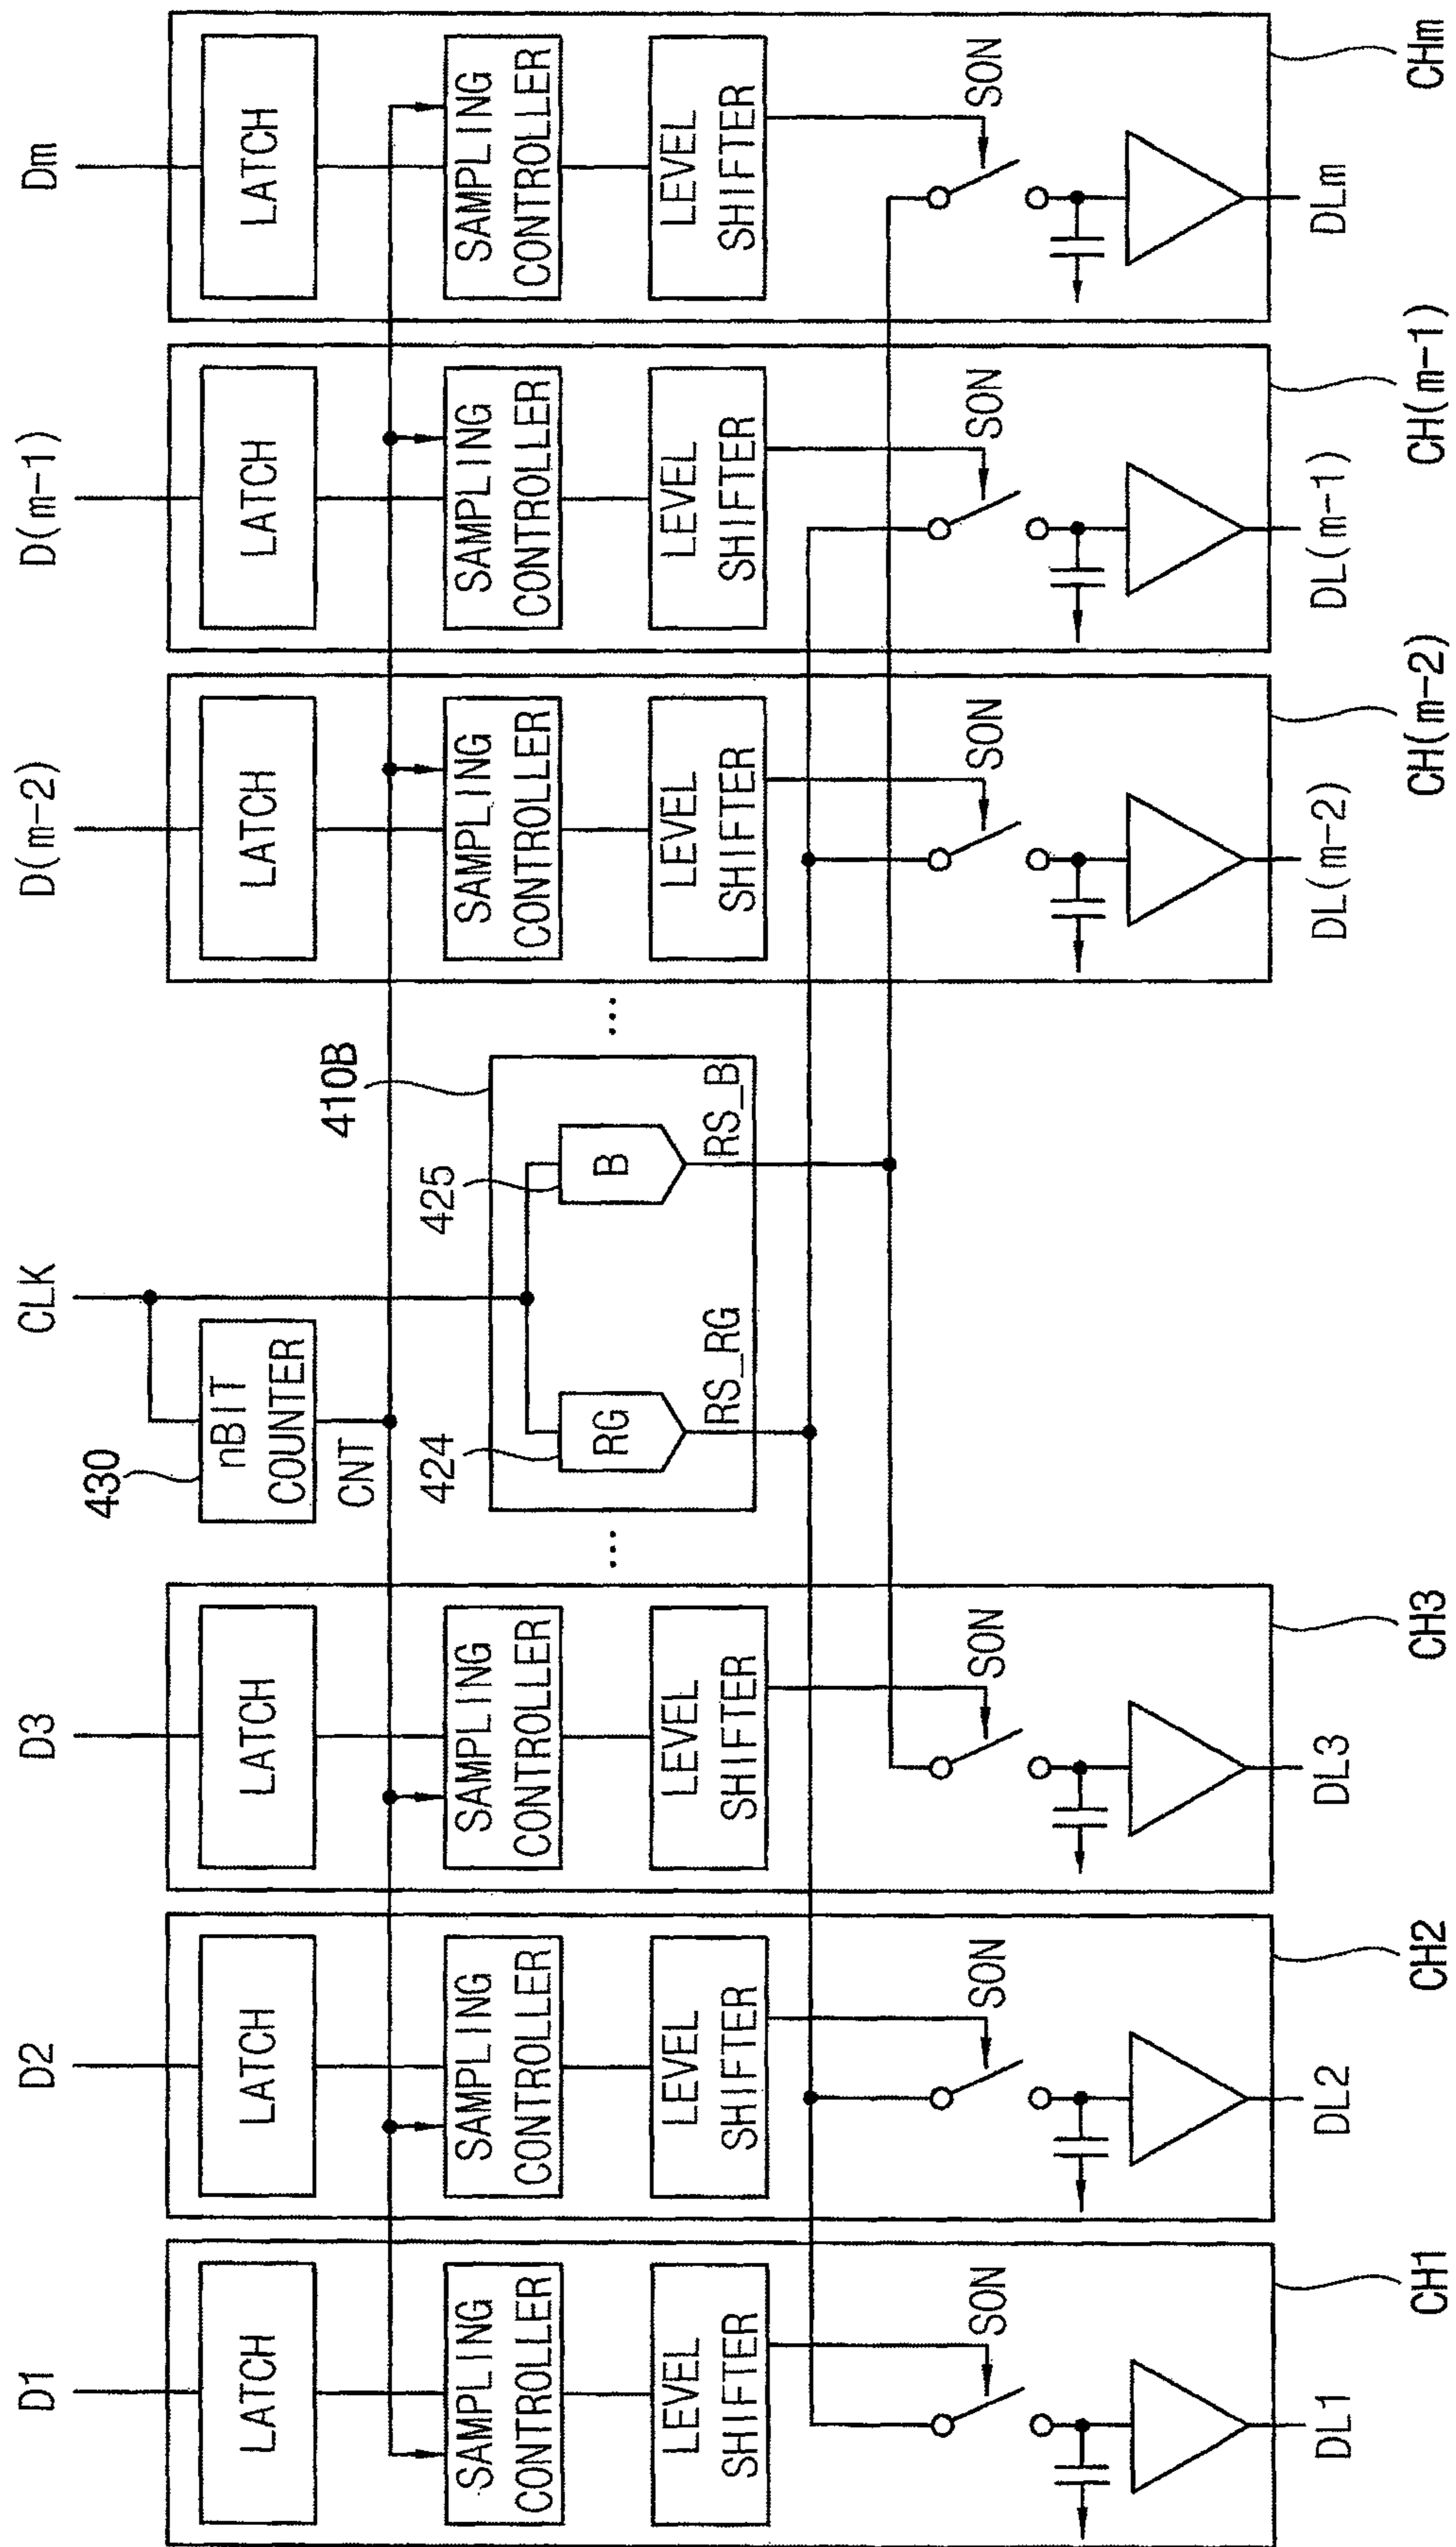 D1
D2
D3
CLK
D(m-2)
D(m-1)
Dm
LATCH
LATCH
LATCH
430
nBIT
COUNTER
CNT
LATCH
LATCH
LATCH
SAMPLING
CONTROLLER
SAMPLING
CONTROLLER
SAMPLING
CONTROLLER
410B
424
RG
RS_RG
425
B
RS_B
SAMPLING
CONTROLLER
SAMPLING
CONTROLLER
SAMPLING
CONTROLLER
LEVEL
SHIFTER
LEVEL
SHIFTER
LEVEL
SHIFTER
...
...
LEVEL
SHIFTER
LEVEL
SHIFTER
LEVEL
SHIFTER
SON
SON
SON
SON
SON
SON
DL1
DL2
DL3
DL(m-2)
DL(m-1)
DLm
CH1
CH2
CH3
CH(m-2)
CH(m-1)
CHm